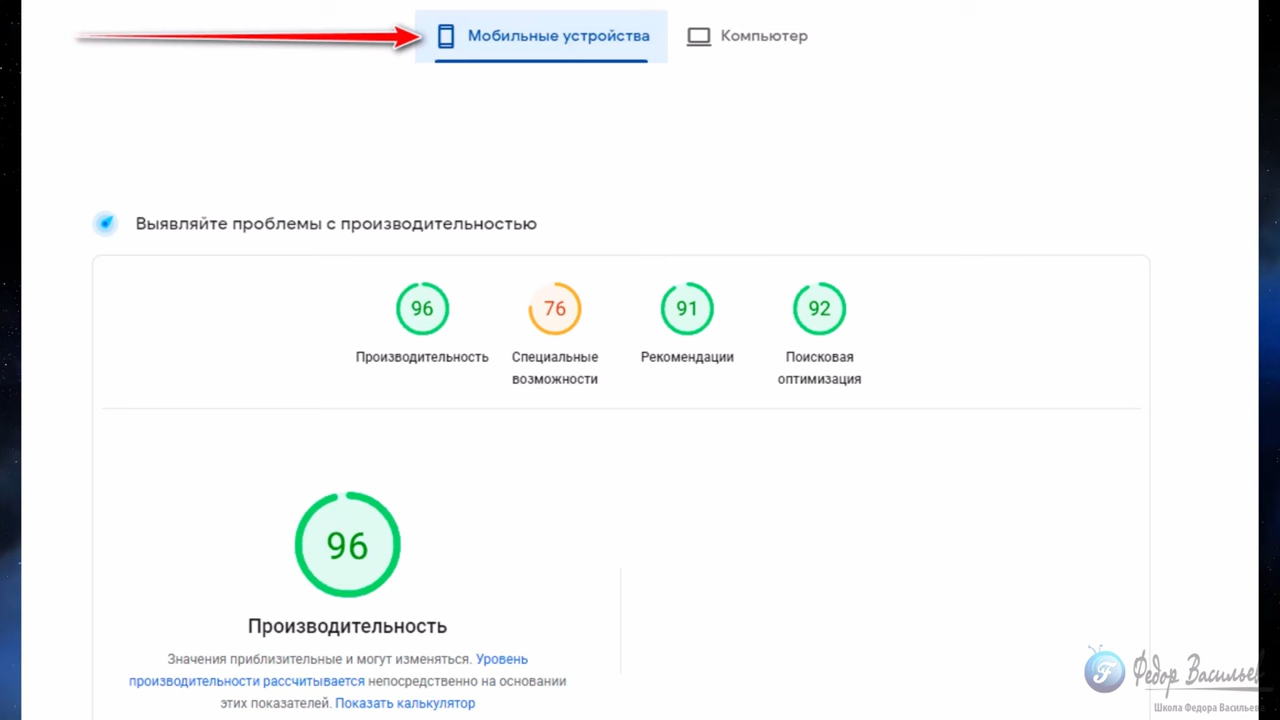 Мобильные устройства
Компьютер
Выявляйте проблемы с производительностью
96
76
91
92
Производительность
Специальные
возможности
Рекомендации
Поисковая
оптимизация
96
Производительность
Значения приблизительные и могут изменяться. Уровень
производительности рассчитывается непосредственно на основании
этих показателей. Показать калькулятор
Федор Васильев
Школа Федора Васильева